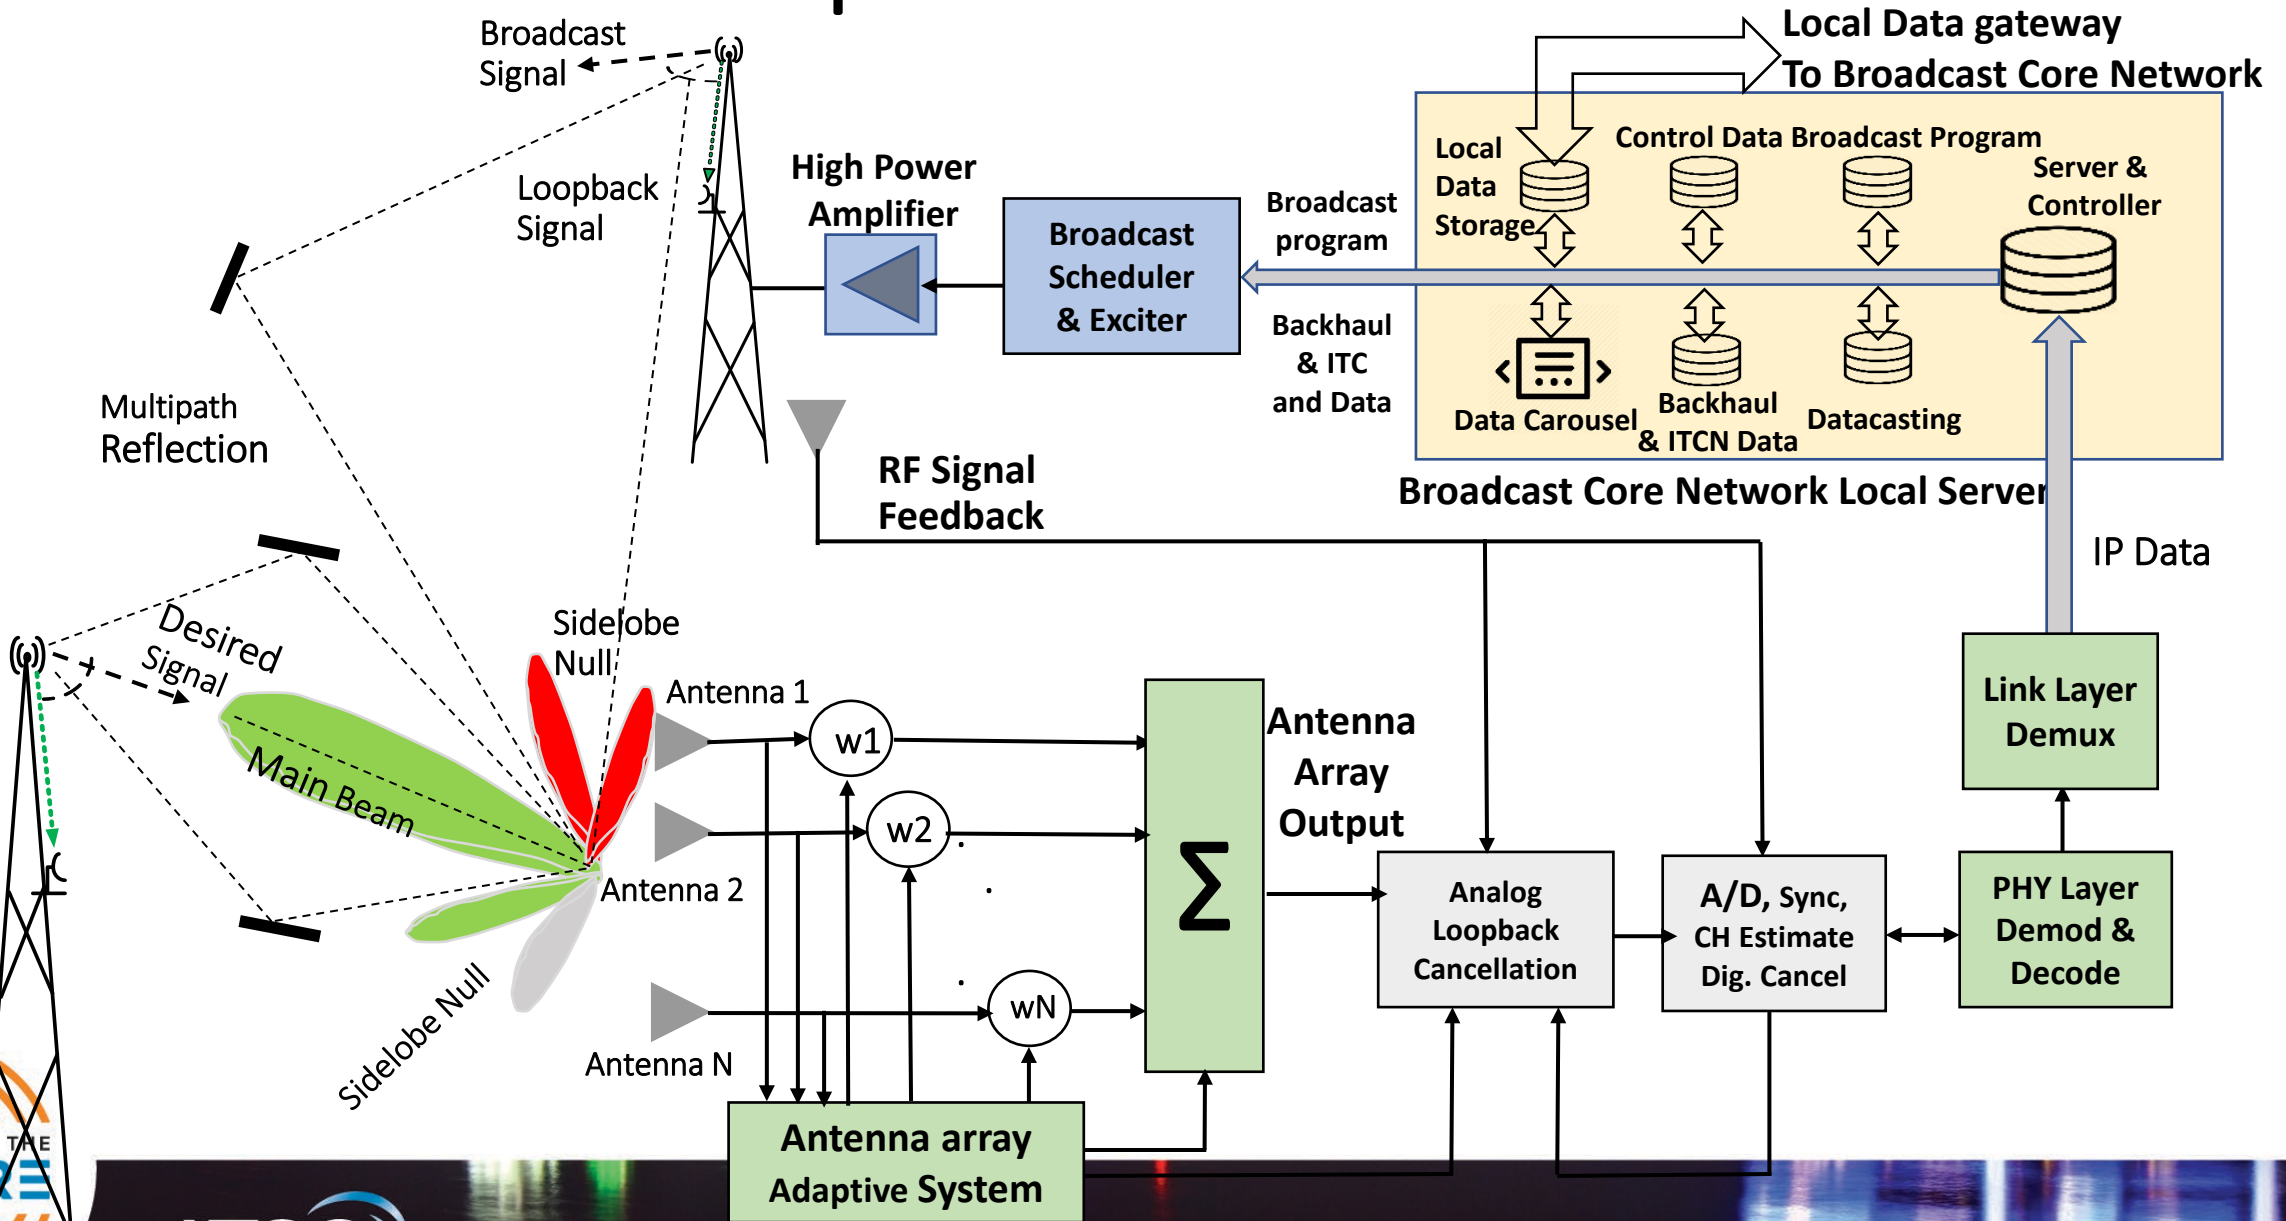 Broadcast
Signal
Local Data gateway
To Broadcast Core Network
Loopback
Signal
High Power
Amplifier
Broadcast
Scheduler
& Exciter
Broadcast
program
Backhaul
& ITC
and Data
Local
Data
Storage
Control Data
Broadcast Program
Server &
Controller
Data Carousel
Backhaul
& ITCN Data
Datacasting
Broadcast Core Network Local Server
Multipath
Reflection
RF Signal
Feedback
IP Data
Desired
Signal
Sidelobe
Null
Main Beam
Sidelobe Null
Antenna 1
w1
Antenna 2
w2
.
.
.
Antenna N
wN
Σ
Antenna
Array
Output
Analog
Loopback
Cancellation
A/D, Sync,
CH Estimate
Dig. Cancel
PHY Layer
Demod &
Decode
Link Layer
Demux
Antenna array
Adaptive System
THE